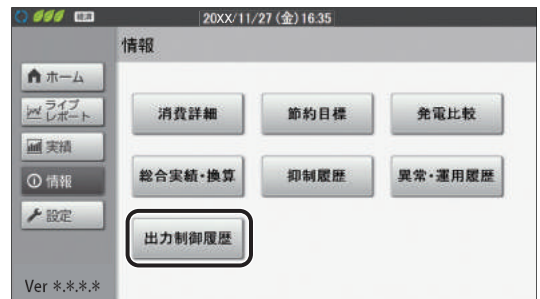 経済
20XX/11/27 (金) 16:35
情報
ホーム
ライブ
レポート
実績
情報
設定
消費詳細
節約目標
発電比較
総合実績・換算
抑制履歴
異常・運用履歴
出力制御履歴
Ver *.*.*.*